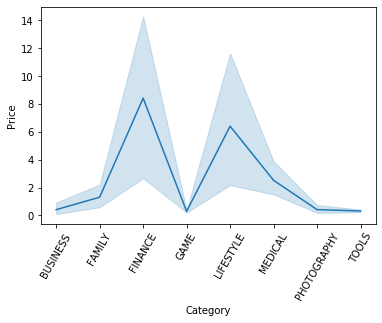 14
12
10
8
6
4
2
0
Price
BUSINESS
FAMILY
FINANCE
GAME
LIFESTYLE
MEDICAL
PHOTOGRAPHY
TOOLS
Category